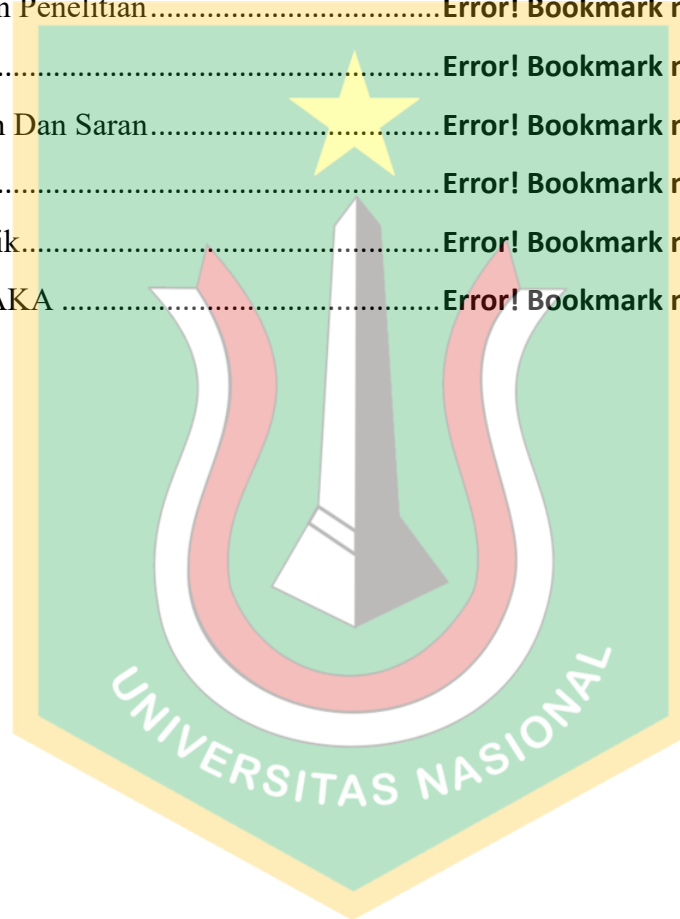 n Penelitian..........................................Error! Bookmark n
..........................................................Error! Bookmark n
n Dan Saran..........................................Error! Bookmark n
..........................................................Error! Bookmark n
ik..........................................................Error! Bookmark n
AKA ..................................................Error! Bookmark n
UNIVERSITAS NASIONAL